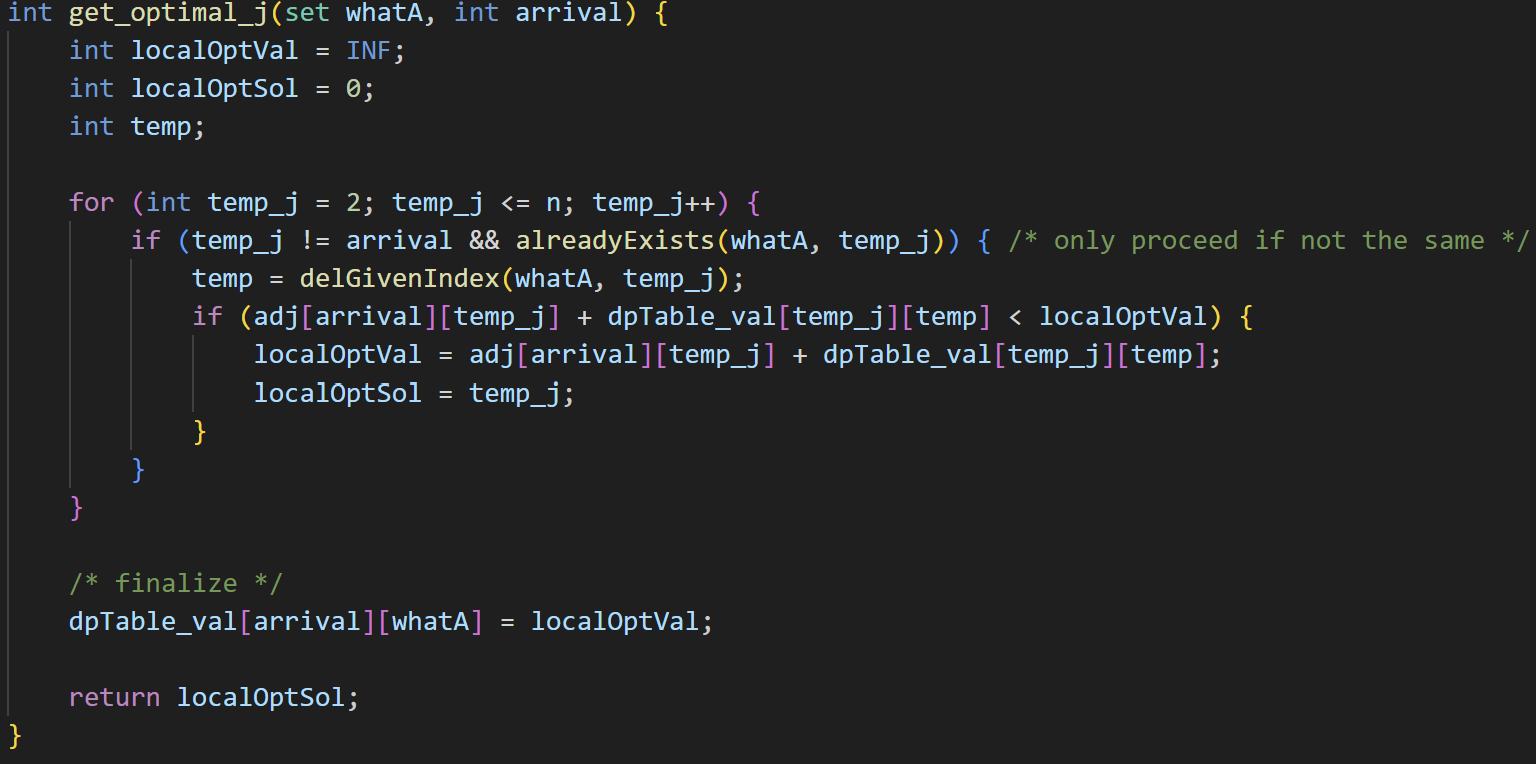 int get_optimal_j(set whatA, int arrival) {
    int localOptVal = INF;
    int localOptSol = 0;
    int temp;

    for (int temp_j = 2; temp_j <= n; temp_j++) {
        if (temp_j != arrival && alreadyExists(whatA, temp_j)) { /* only proceed if not the same */
            temp = delGivenIndex(whatA, temp_j);
            if (adj[arrival][temp_j] + dpTable_val[temp_j][temp] < localOptVal) {
                localOptVal = adj[arrival][temp_j] + dpTable_val[temp_j][temp];
                localOptSol = temp_j;
            }
        }
    }

    /* finalize */
    dpTable_val[arrival][whatA] = localOptVal;

    return localOptSol;
}